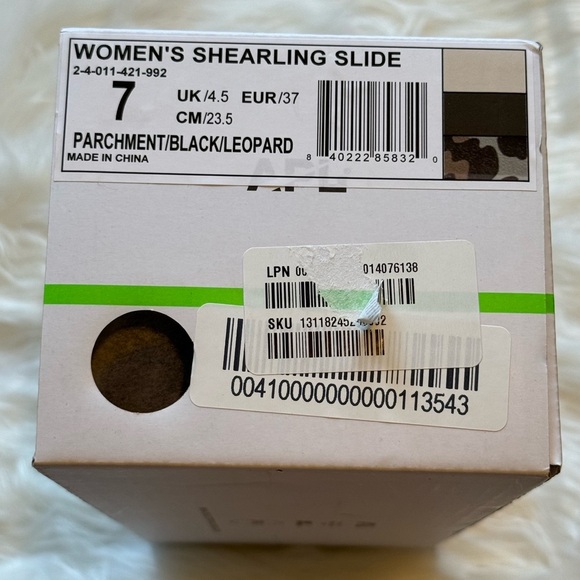 WOMEN'S SHEARLING SLIDE
2-4-011-421-992
7
UK/4.5 EUR/37
CM/23.5
PARCHMENT/BLACK/LEOPARD
MADE IN CHINA
8 40222 85832 0
LPN 014076138
SKU
00410000000000113543